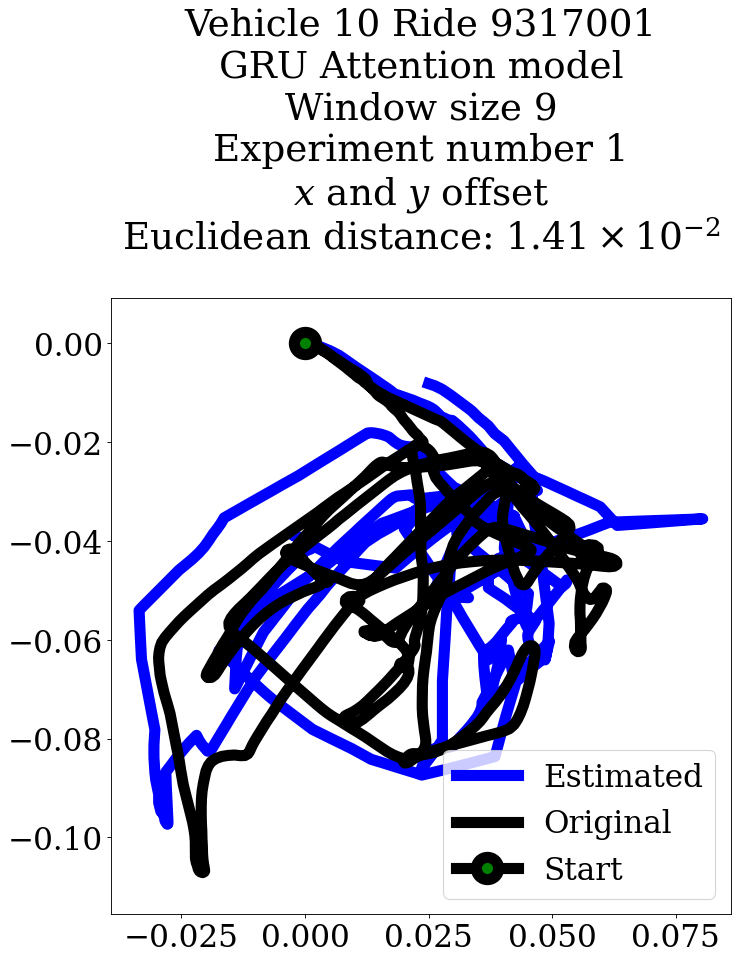 Vehicle 10 Ride 9317001
GRU Attention model
Window size 9
Experiment number 1
x and y offset
Euclidean distance: 1.41 × 10⁻²
0.00
−0.02
−0.04
−0.06
−0.08
−0.10
Estimated
Original
Start
−0.025 0.000 0.025 0.050 0.075